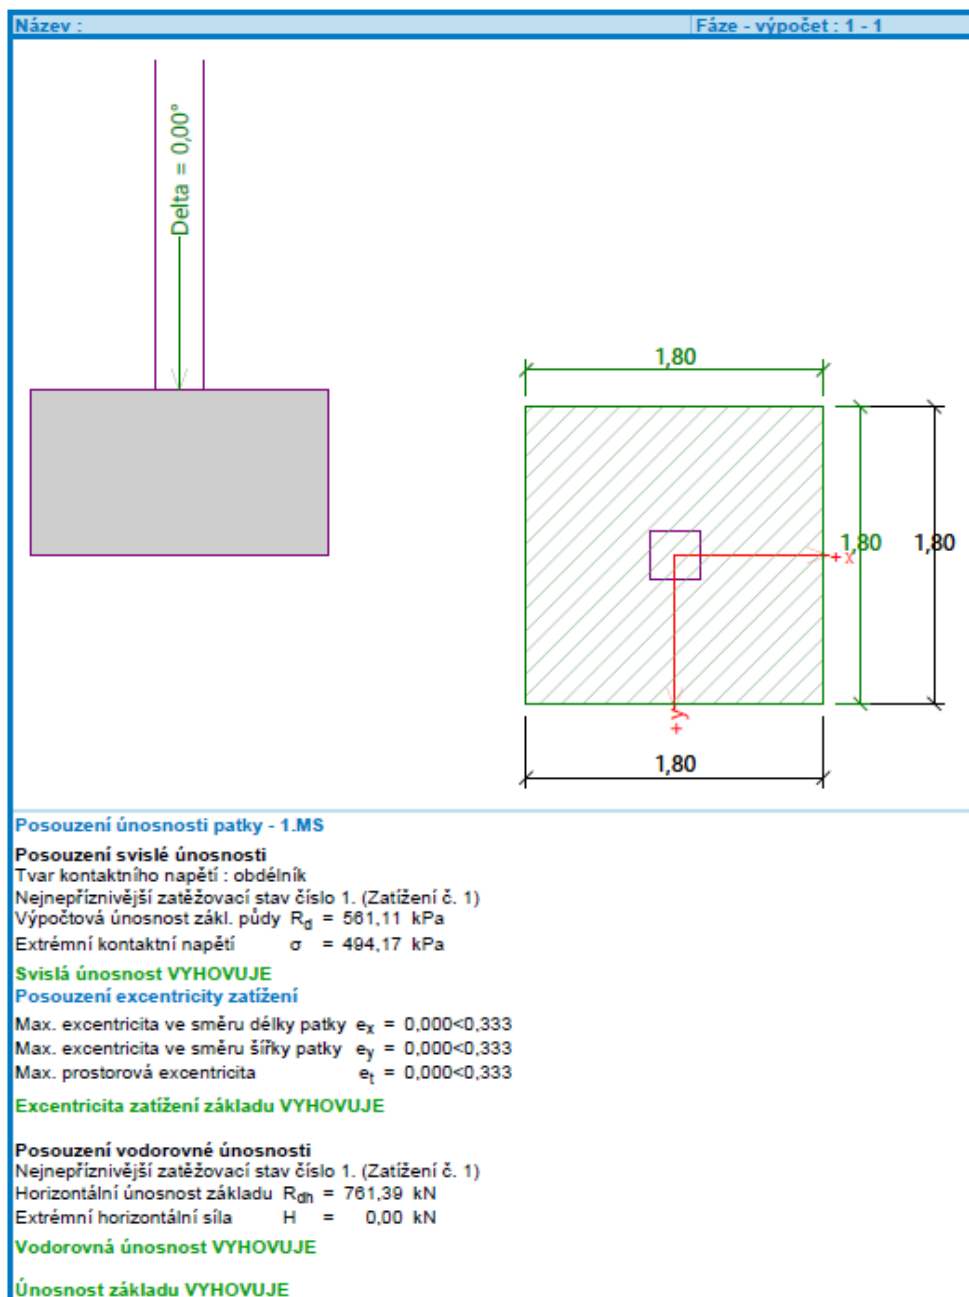 Název :
Fáze - výpočet : 1 - 1
Delta = 0,00°
1,80
1,80
1,80
+x
+y
1,80
Posouzení únosnosti patky - 1.MS
Posouzení svislé únosnosti
Tvar kontaktního napětí : obdélník
Nejnepříznivější zatěžovací stav číslo 1. (Zatížení č. 1)
Výpočtová únosnost zákl. půdy Rd = 561,11 kPa
Extrémní kontaktní napětí σ = 494,17 kPa
Svislá únosnost VYHOVUJE
Posouzení excentricity zatížení
Max. excentricita ve směru délky patky ex = 0,000<0,333
Max. excentricita ve směru šířky patky ey = 0,000<0,333
Max. prostorová excentricita et = 0,000<0,333
Excentricita zatížení základu VYHOVUJE
Posouzení vodorovné únosnosti
Nejnepříznivější zatěžovací stav číslo 1. (Zatížení č. 1)
Horizontální únosnost základu Rdh = 761,39 kN
Extrémní horizontální síla H = 0,00 kN
Vodorovná únosnost VYHOVUJE
Únosnost základu VYHOVUJE